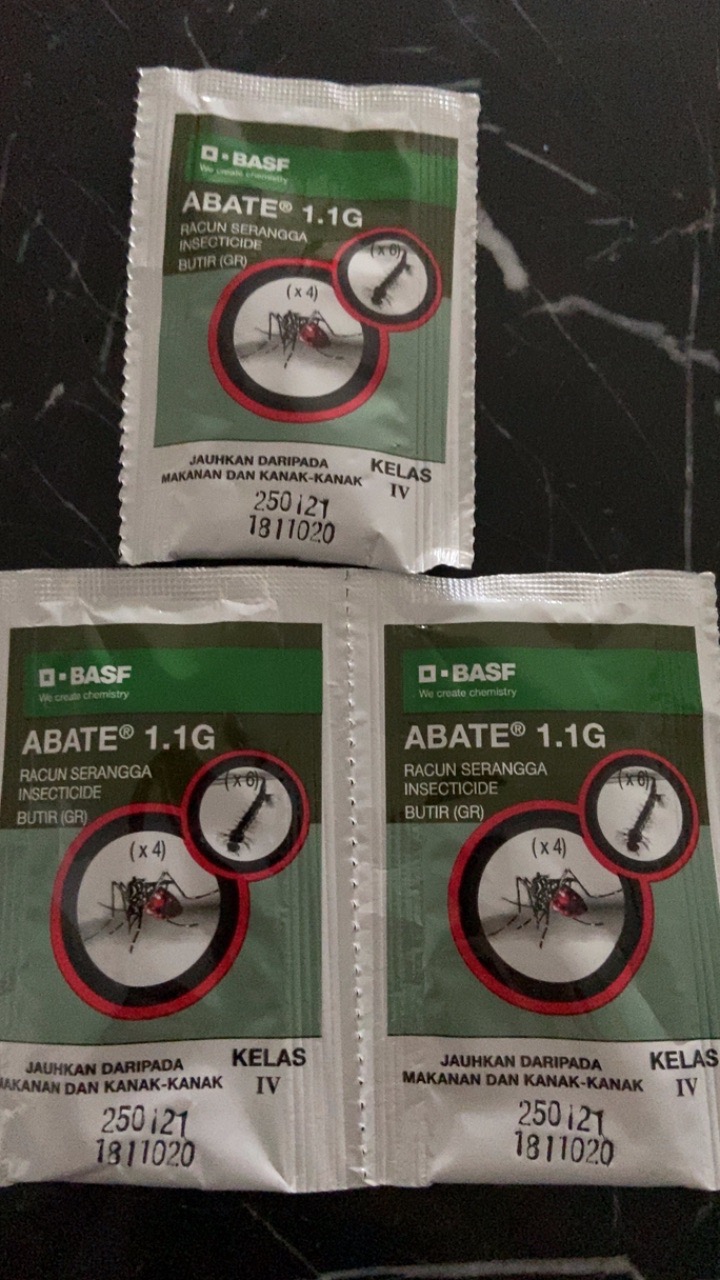 BASF
We create chemistry
ABATE® 1.1G
RACUN SERANGGA
INSECTICIDE
BUTIR (GR)
(x 6)
(x 4)
JAUHKAN DARIPADA
MAKANAN DAN KANAK-KANAK
KELAS
IV
250121
1811020
BASF
We create chemistry
ABATE® 1.1G
RACUN SERANGGA
INSECTICIDE
BUTIR (GR)
(x 6)
(x 4)
JAUHKAN DARIPADA
MAKANAN DAN KANAK-KANAK
KELAS
IV
250121
1811020
BASF
We create chemistry
ABATE® 1.1G
RACUN SERANGGA
INSECTICIDE
BUTIR (GR)
(x 6)
(x 4)
JAUHKAN DARIPADA
MAKANAN DAN KANAK-KANAK
KELAS
IV
250121
1811020